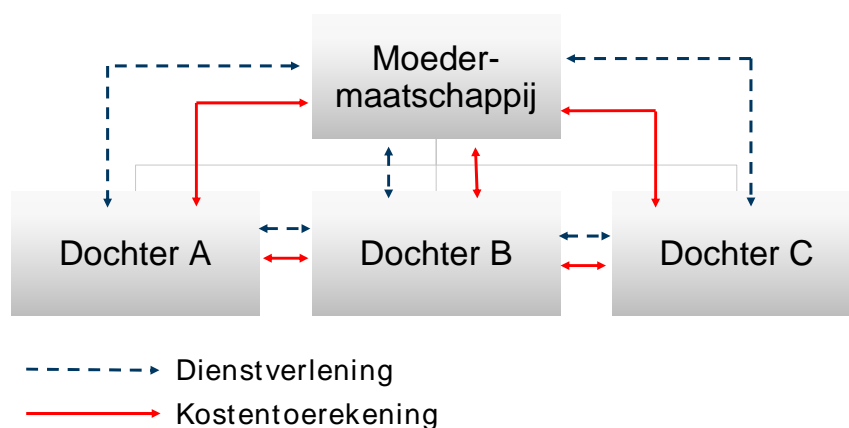 Moeder-
maatschappij
Dochter A
Dochter B
Dochter C
Dienstverlening
Kostentoerekening